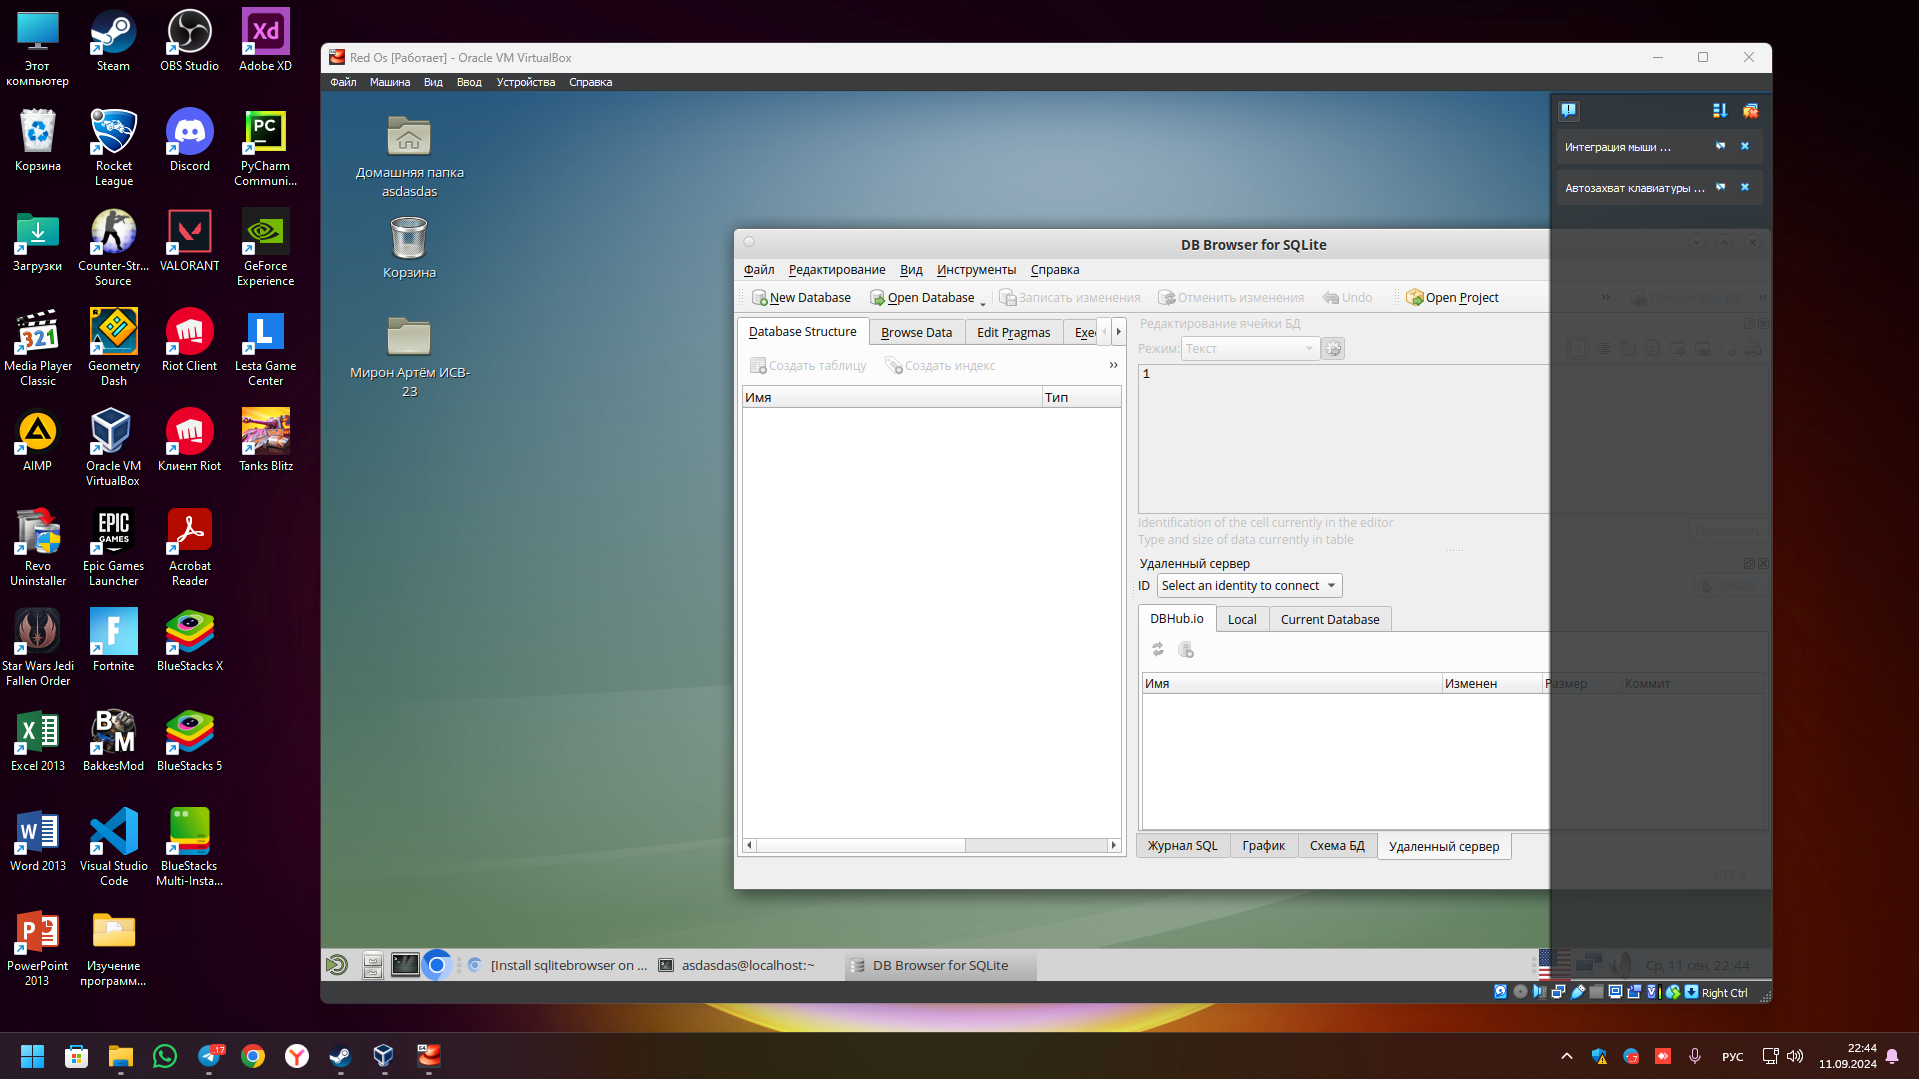 Этот
компьютер
Steam
OBS Studio
Adobe XD
Корзина
Rocket
League
Discord
PyCharm
Communi...
Загрузки
Counter-Str...
Source
VALORANT
GeForce
Experience
Media Player
Classic
Geometry
Dash
Riot Client
Lesta Game
Center
AIMP
Oracle VM
VirtualBox
Клиент Riot
Tanks Blitz
Revo
Uninstaller
Epic Games
Launcher
Acrobat
Reader
Star Wars Jedi
Fallen Order
Fortnite
BlueStacks X
Excel 2013
BakkesMod
BlueStacks 5
Word 2013
Visual Studio
Code
BlueStacks
Multi-Insta...
PowerPoint
2013
Изучение
программ...
Red Os [Работает] - Oracle VM VirtualBox
Файл Машина Вид Ввод Устройства Справка
Домашняя папка
asdasdas
Корзина
Мирон Артём ИСВ-
23
Интеграция мыши ...
Автозахват клавиатуры ...
DB Browser for SQLite
Файл Редактирование Вид Инструменты Справка
New Database Open Database Записать изменения Отменить изменения Undo Open Project » Прикрепить БД »
Database Structure Browse Data Edit Pragmas Exec
Создать таблицу Создать индекс »
Имя Тип
Редактирование ячейки БД
Режим: Текст
1
Identification of the cell currently in the editor
Type and size of data currently in table
Применить
Удаленный сервер
ID Select an identity to connect Upload
DBHub.io Local Current Database
Имя Изменен Размер Коммит
Журнал SQL График Схема БД Удаленный сервер
UTF-8
[Install sqlitebrowser on ... asdasdas@localhost:~ DB Browser for SQLite Ср, 11 сен, 22:44
Right Ctrl
РУС
22:44
11.09.2024